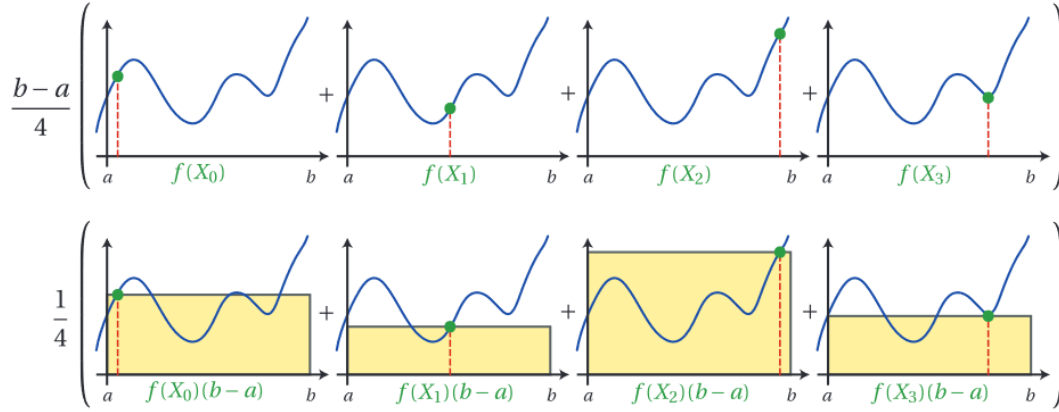 b − a
4
( + + + )
f(X₀) f(X₁) f(X₂) f(X₃)
a b a b a b a b
1
4
( + + + )
f(X₀)(b − a) f(X₁)(b − a) f(X₂)(b − a) f(X₃)(b − a)
a b a b a b a b